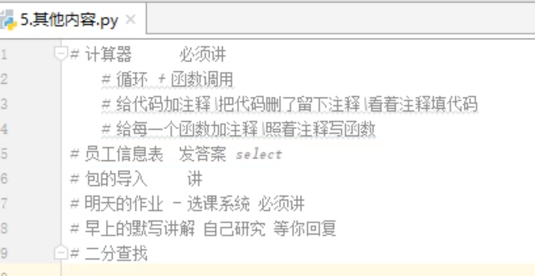 5.其他内容.py
1 # 计算器 必须讲
2 # 循环 + 函数调用
3 # 给代码加注释\把代码删了留下注释\看着注释填代码
4 # 给每一个函数加注释\照着注释写函数
5 # 员工信息表 发答案 select
6 # 包的导入 讲
7 # 明天的作业 - 选课系统 必须讲
8 # 早上的默写讲解 自己研究 等你回复
9 # 二分查找